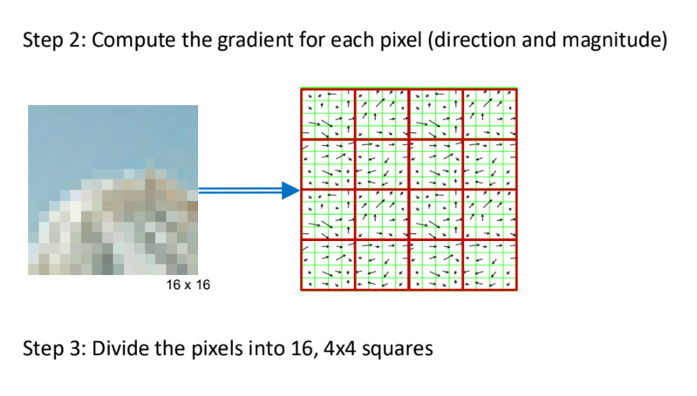 Step 2: Compute the gradient for each pixel (direction and magnitude)
16 x 16
Step 3: Divide the pixels into 16, 4x4 squares